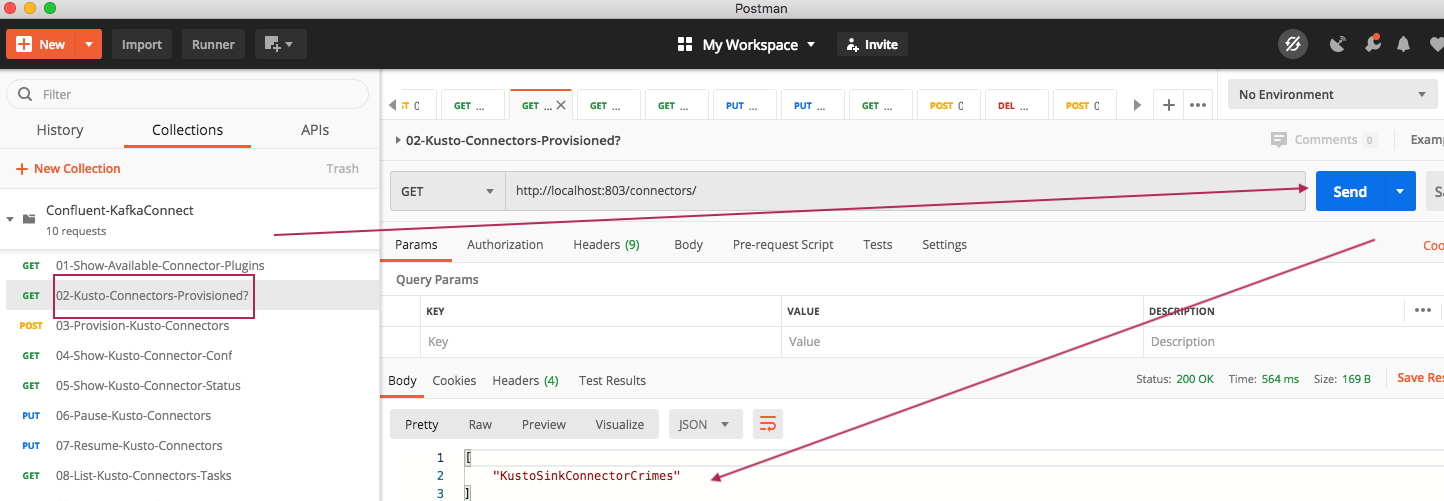 Postman
New
Import
Runner
My Workspace
Invite
Filter
History
Collections
APIs
New Collection
Trash
Confluent-KafkaConnect
10 requests
GET 01-Show-Available-Connector-Plugins
GET 02-Kusto-Connectors-Provisioned?
POST 03-Provision-Kusto-Connectors
GET 04-Show-Kusto-Connector-Conf
GET 05-Show-Kusto-Connector-Status
PUT 06-Pause-Kusto-Connectors
PUT 07-Resume-Kusto-Connectors
GET 08-List-Kusto-Connectors-Tasks
GET ...
GET ...
GET ...
GET ...
PUT ...
PUT ...
GET ...
POST
DEL ...
POST
No Environment
02-Kusto-Connectors-Provisioned?
Comments 0
Examp
GET
http://localhost:803/connectors/
Send
Sa
Params
Authorization
Headers (9)
Body
Pre-request Script
Tests
Settings
Coo
Query Params
KEY VALUE DESCRIPTION
Key Value Description
Body
Cookies
Headers (4)
Test Results
Status: 200 OK Time: 564 ms Size: 169 B
Save Res
Pretty
Raw
Preview
Visualize
JSON
1 [
2 "KustoSinkConnectorCrimes"
3 ]